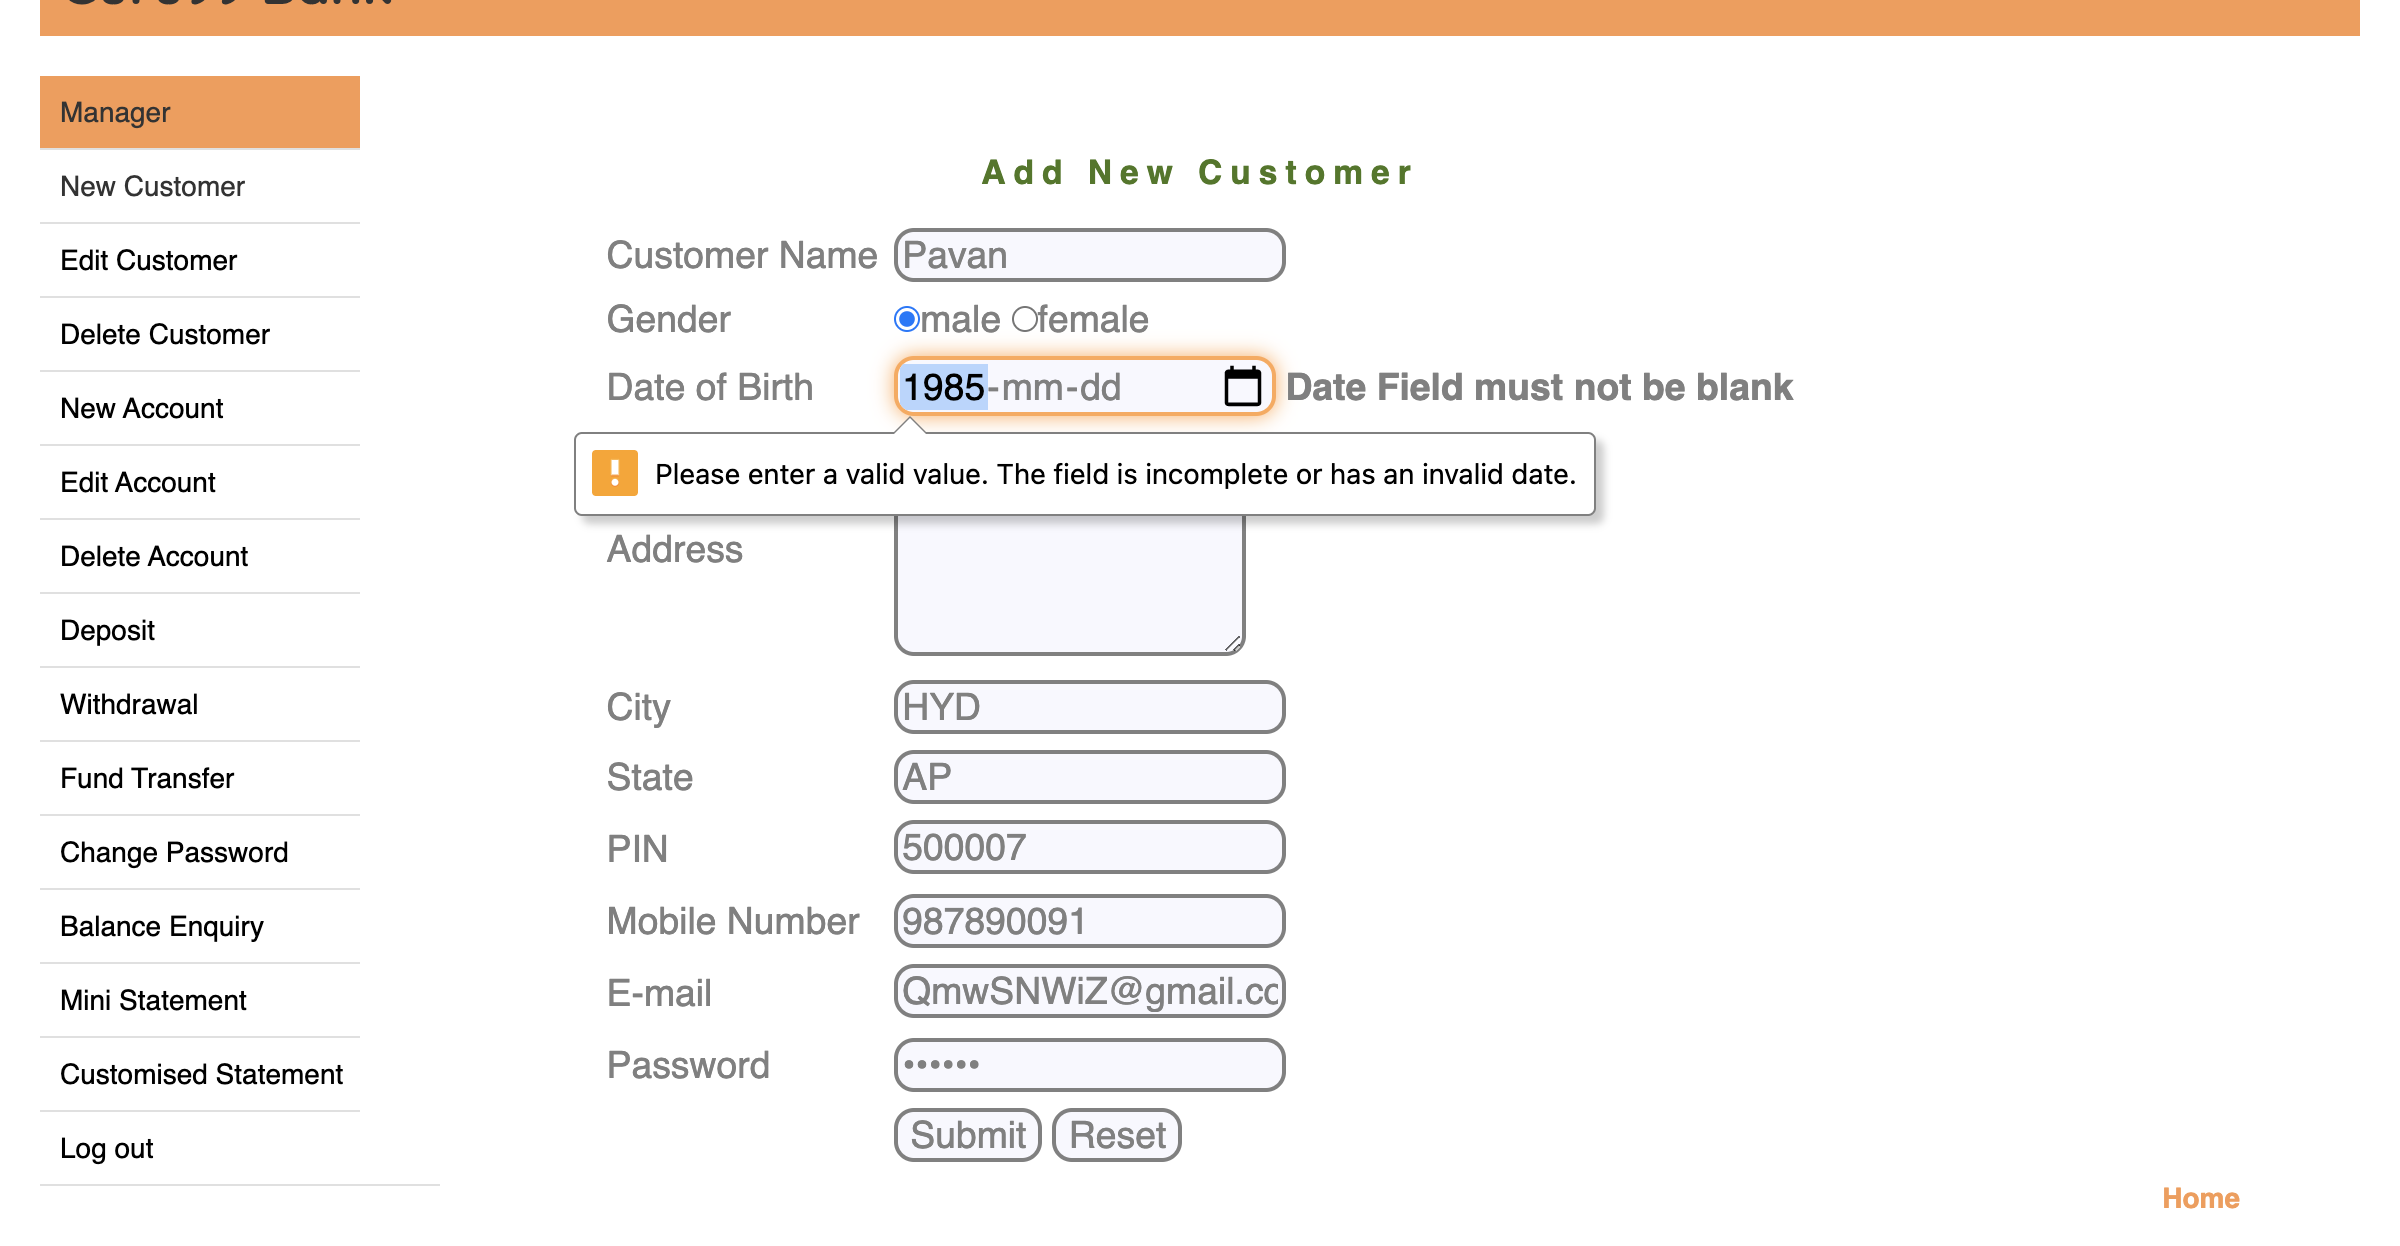 Manager
New Customer
Edit Customer
Delete Customer
New Account
Edit Account
Delete Account
Deposit
Withdrawal
Fund Transfer
Change Password
Balance Enquiry
Mini Statement
Customised Statement
Log out
Add New Customer
Customer Name Pavan
Gender male female
Date of Birth 1985-mm-dd Date Field must not be blank
Please enter a valid value. The field is incomplete or has an invalid date.
Address
City HYD
State AP
PIN 500007
Mobile Number 987890091
E-mail QmwSNWiZ@gmail.co
Password ••••••
Submit Reset
Home